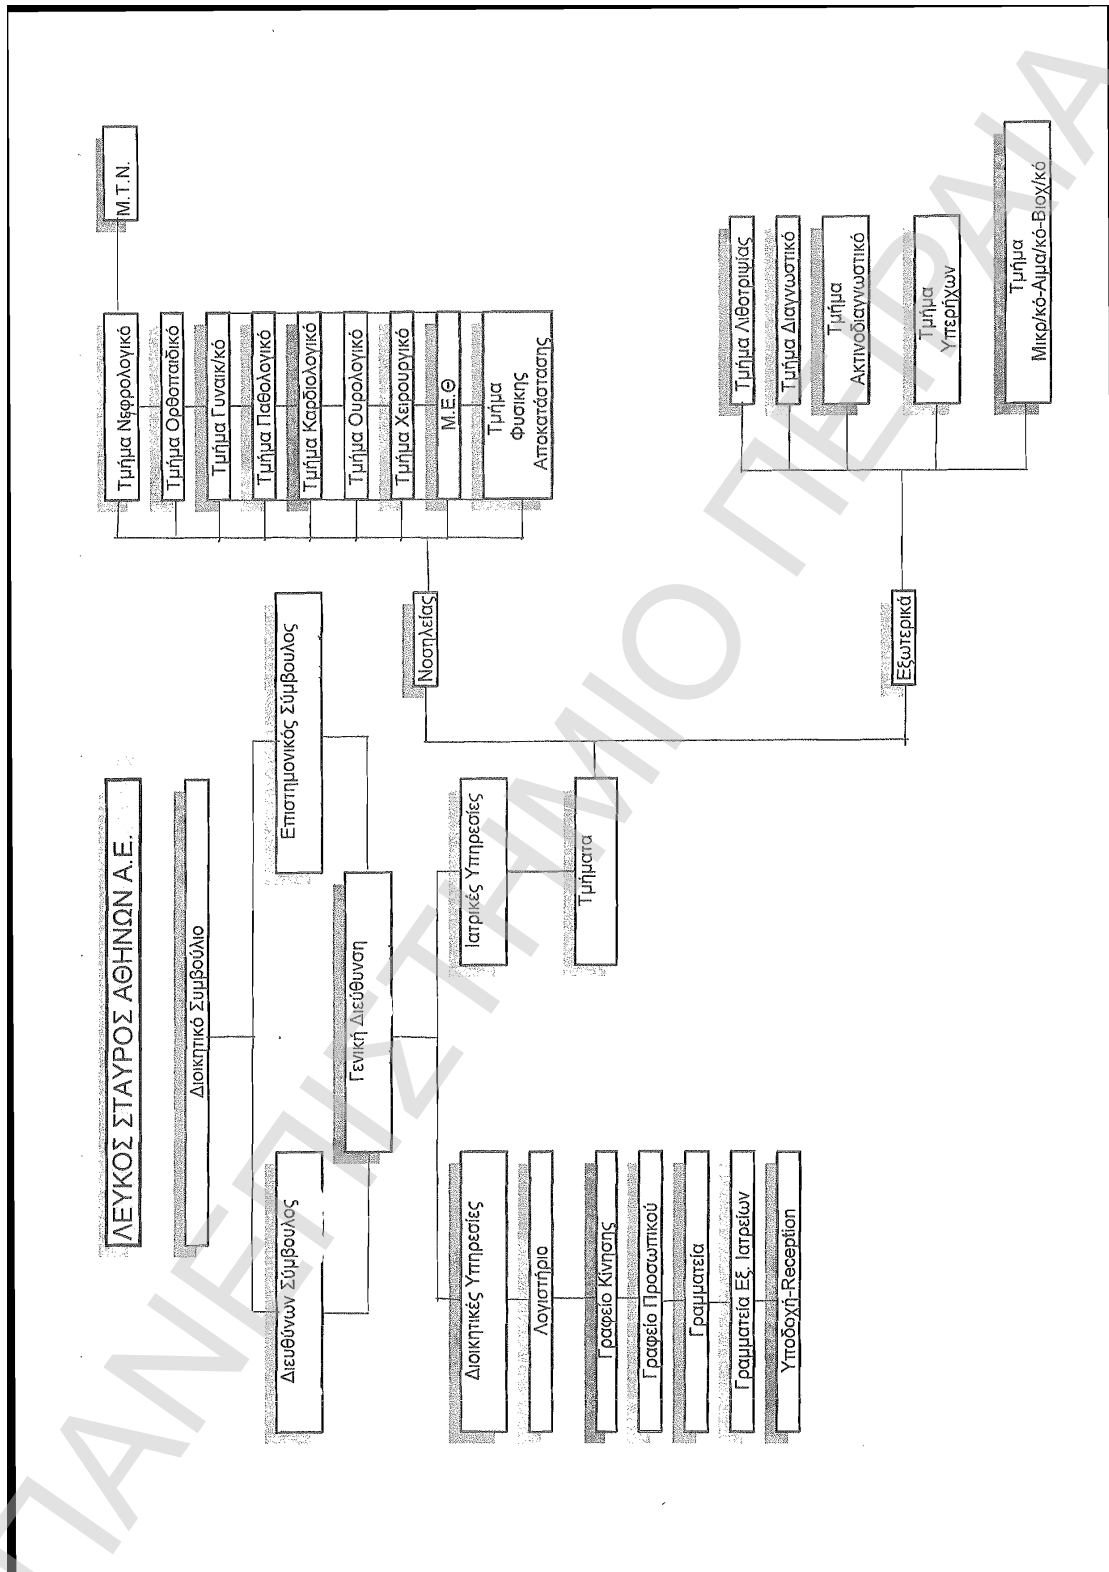 ΛΕΥΚΟΣ ΣΤΑΥΡΟΣ ΑΘΗΝΩΝ Α.Ε.
Διοικητικό Συμβούλιο
Διευθύνων Σύμβουλος
Επιστημονικός Σύμβουλος
Γενική Διεύθυνση
Διοικητικές Υπηρεσίες
Λογιστήριο
Γραφείο Κίνησης
Γραφείο Προσωπικού
Γραμματεία
Γραμματεία Εξ. Ιατρείων
Υποδοχή-Reception
Ιατρικές Υπηρεσίες
Τμήματα
Νοσηλείας
Τμήμα Νεφρολογικό
Μ.Τ.Ν.
Τμήμα Ορθοπαιδικό
Τμήμα Γυναικ/κό
Τμήμα Παθολογικό
Τμήμα Καρδιολογικό
Τμήμα Ουρολογικό
Τμήμα Χειρουργικό
Μ.Ε.Θ
Τμήμα
Φυσικης
Αποκατάστασης
Εξωτερικά
Τμήμα Λιθοτριψίας
Τμήμα Διαγνωστικό
Τμήμα
Ακτινοδιαγνωστικό
Τμήμα
Υπερήχων
Τμήμα
Μικρ/κό-Αιμα/κό-Βιοχ/κό
ΠΑΝΕΠΙΣΤΗΜΙΟ ΠΕΙΡΑΙΑ